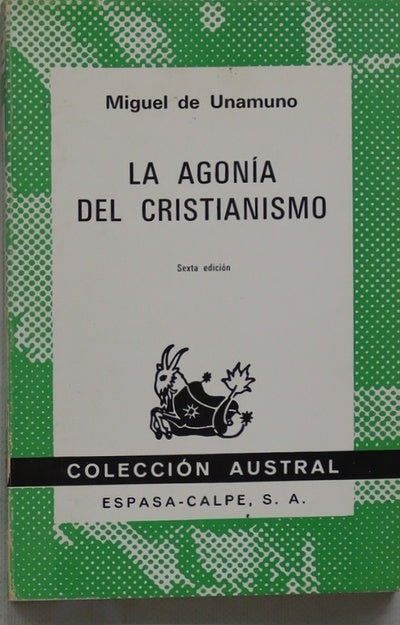 Miguel de Unamuno
LA AGONÍA
DEL CRISTIANISMO
Sexta edición
COLECCIÓN AUSTRAL
ESPASA-CALPE, S. A.